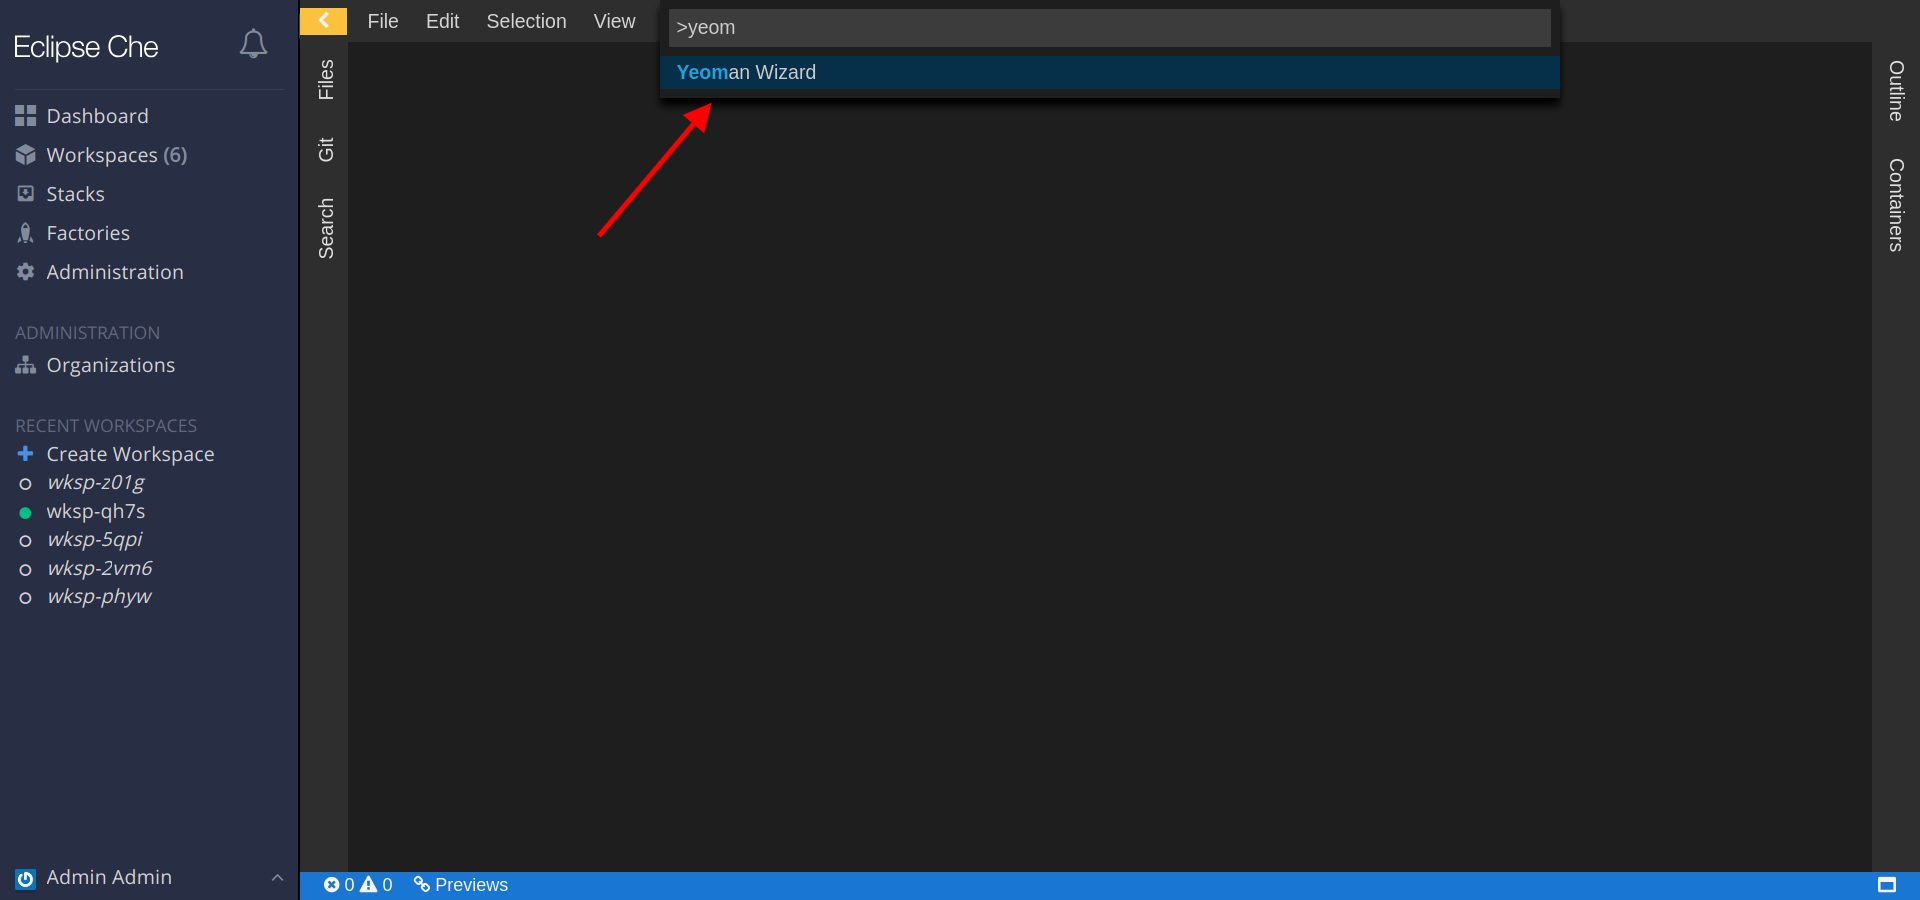 Eclipse Che
Dashboard
Workspaces (6)
Stacks
Factories
Administration
ADMINISTRATION
Organizations
RECENT WORKSPACES
Create Workspace
wksp-z01g
wksp-qh7s
wksp-5qpi
wksp-2vm6
wksp-phyw
Admin Admin
File Edit Selection View
>yeom
Yeoman Wizard
Files
Git
Search
Outline
Containers
0 0 Previews